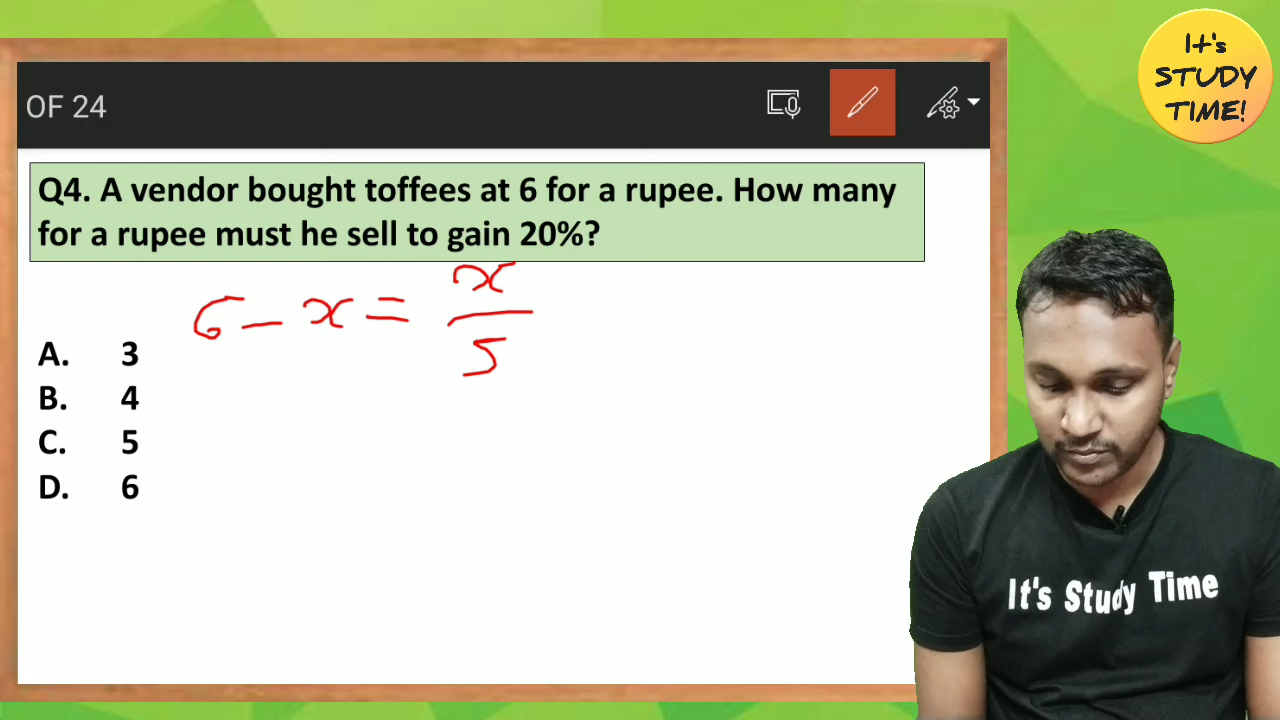 It's
STUDY
TIME!
OF 24
Q4. A vendor bought toffees at 6 for a rupee. How many
for a rupee must he sell to gain 20%?
6 - x = x/5
A. 3
B. 4
C. 5
D. 6
It's Study Time